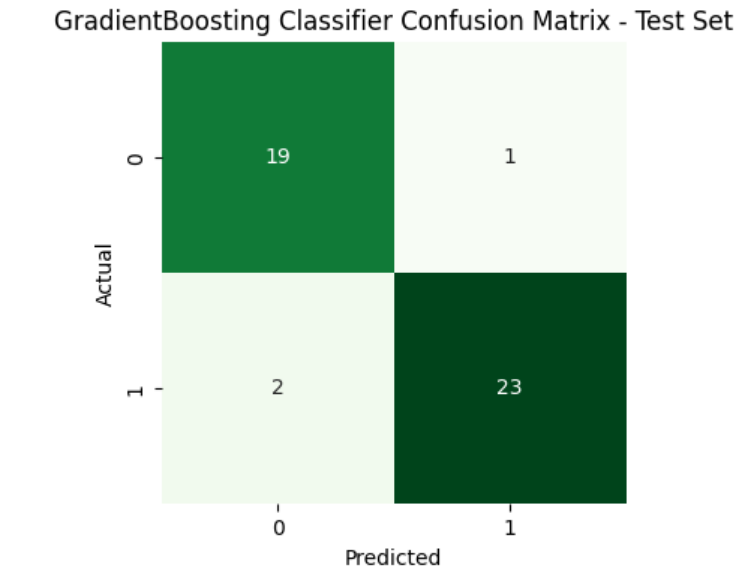 GradientBoosting Classifier Confusion Matrix - Test Set
0
19
1
Actual
1
2
23
0
1
Predicted